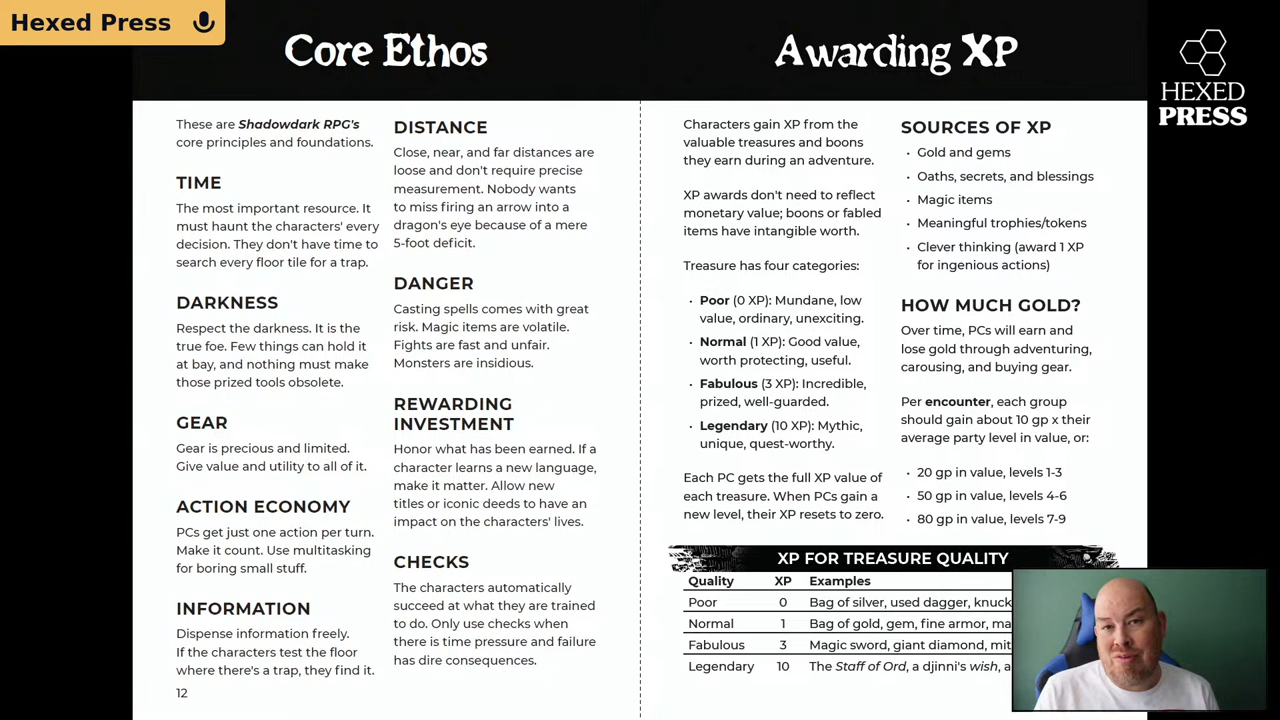 Hexed Press
HEXED
PRESS
Core Ethos
These are Shadowdark RPG's
core principles and foundations.
TIME
The most important resource. It
must haunt the characters' every
decision. They don't have time to
search every floor tile for a trap.
DARKNESS
Respect the darkness. It is the
true foe. Few things can hold it
at bay, and nothing must make
those prized tools obsolete.
GEAR
Gear is precious and limited.
Give value and utility to all of it.
ACTION ECONOMY
PCs get just one action per turn.
Make it count. Use multitasking
for boring small stuff.
INFORMATION
Dispense information freely.
If the characters test the floor
where there's a trap, they find it.
12
DISTANCE
Close, near, and far distances are
loose and don't require precise
measurement. Nobody wants
to miss firing an arrow into a
dragon's eye because of a mere
5-foot deficit.
DANGER
Casting spells comes with great
risk. Magic items are volatile.
Fights are fast and unfair.
Monsters are insidious.
REWARDING
INVESTMENT
Honor what has been earned. If a
character learns a new language,
make it matter. Allow new
titles or iconic deeds to have an
impact on the characters' lives.
CHECKS
The characters automatically
succeed at what they are trained
to do. Only use checks when
there is time pressure and failure
has dire consequences.
Awarding XP
Characters gain XP from the
valuable treasures and boons
they earn during an adventure.
XP awards don't need to reflect
monetary value; boons or fabled
items have intangible worth.
Treasure has four categories:
• Poor (0 XP): Mundane, low
value, ordinary, unexciting.
• Normal (1 XP): Good value,
worth protecting, useful.
• Fabulous (3 XP): Incredible,
prized, well-guarded.
• Legendary (10 XP): Mythic,
unique, quest-worthy.
Each PC gets the full XP value of
each treasure. When PCs gain a
new level, their XP resets to zero.
SOURCES OF XP
• Gold and gems
• Oaths, secrets, and blessings
• Magic items
• Meaningful trophies/tokens
• Clever thinking (award 1 XP
for ingenious actions)
HOW MUCH GOLD?
Over time, PCs will earn and
lose gold through adventuring,
carousing, and buying gear.
Per encounter, each group
should gain about 10 gp x their
average party level in value, or:
• 20 gp in value, levels 1-3
• 50 gp in value, levels 4-6
• 80 gp in value, levels 7-9
XP FOR TREASURE QUALITY
Quality XP Examples
Poor 0 Bag of silver, used dagger,
Normal 1 Bag of gold, gem, fine armor,
Fabulous 3 Magic sword, giant diamond,
Legendary 10 The Staff of Ord, a djinni's wish,